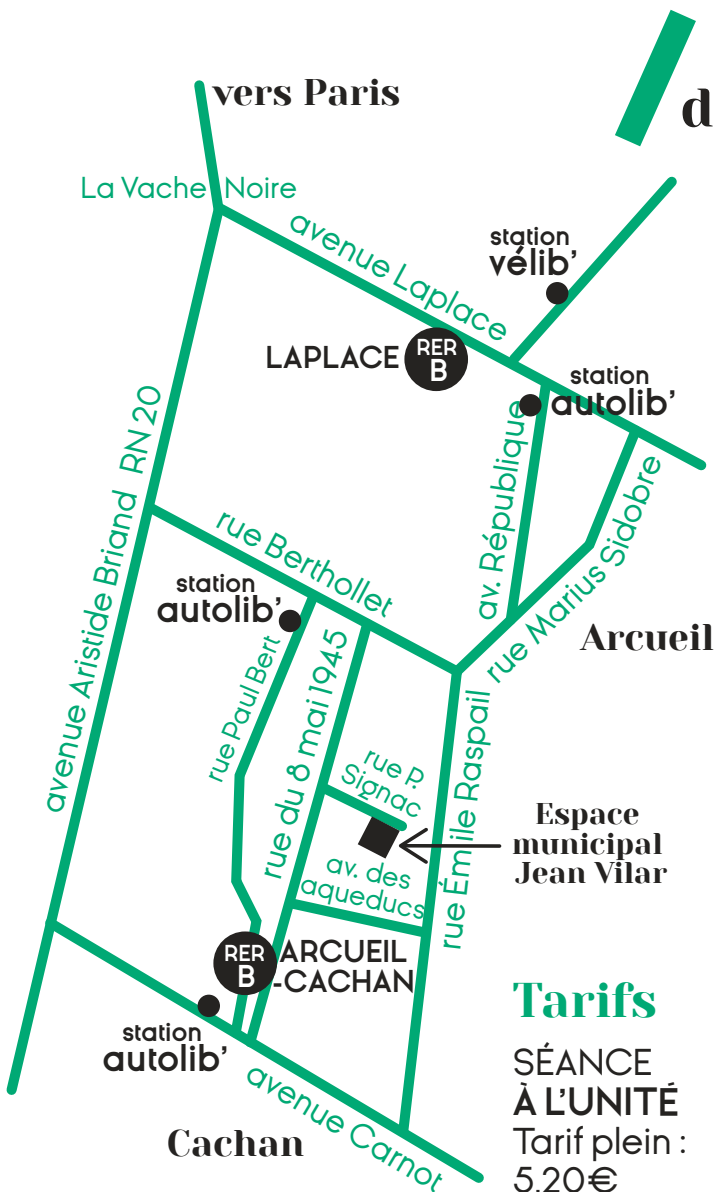 vers Paris
d
La Vache Noire
avenue Laplace
station
vélib’
LAPLACE
RER
B
station
autolib’
av. République
rue Marius Sidobre
avenue Aristide Briand RN 20
rue Berthollet
station
autolib’
Arcueil
rue Paul Bert
rue du 8 mai 1945
rue P.
Signac
rue Émile Raspail
Espace
municipal
Jean Vilar
av. des
aqueducs
RER
B
ARCUEIL
-CACHAN
station
autolib’
avenue Carnot
Cachan
Tarifs
SÉANCE
À L’UNITÉ
Tarif plein :
5,20€